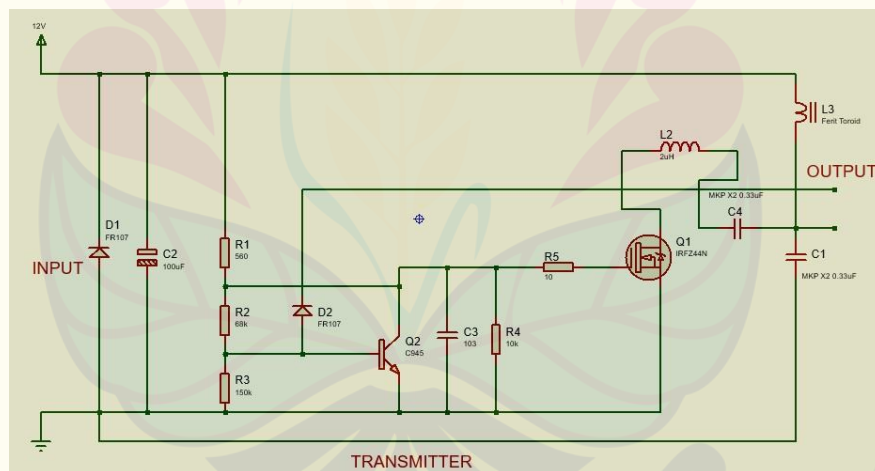 12V
L3
Ferit Toroid
L2
2uH
OUTPUT
MKP X2 0.33uF
C4
D1
FR107
C2
100uF
R1
560
INPUT
Q1
IRFZ44N
R5
10
C1
MKP X2 0.33uF
R2
68k
D2
FR107
Q2
C945
C3
103
R4
10k
R3
150k
TRANSMITTER